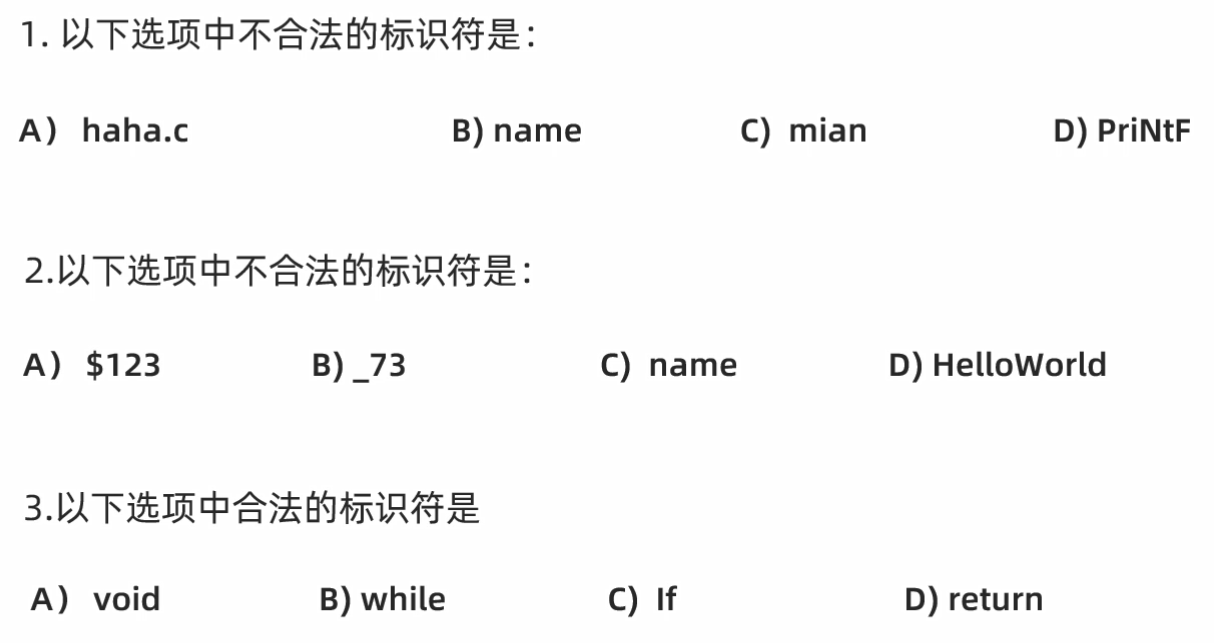 1. 以下选项中不合法的标识符是：
A） haha.c B) name C) mian D) PriNtF
2.以下选项中不合法的标识符是：
A） $123 B) _73 C) name D) HelloWorld
3.以下选项中合法的标识符是
A） void B) while C) If D) return